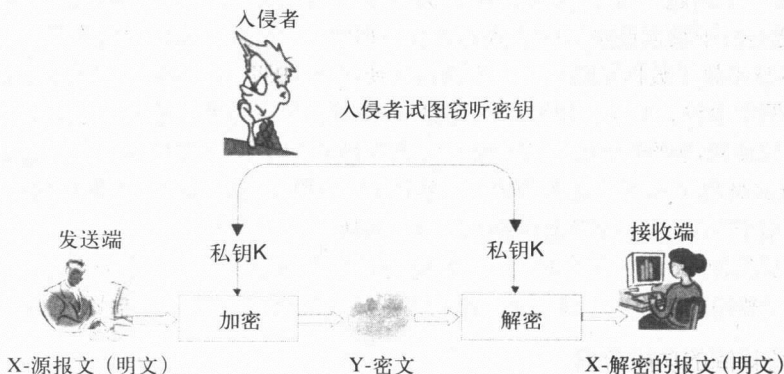 入侵者
入侵者试图窃听密钥
发送端
私钥K
私钥K
接收端
加密
解密
X-源报文（明文）
Y-密文
X-解密的报文（明文）